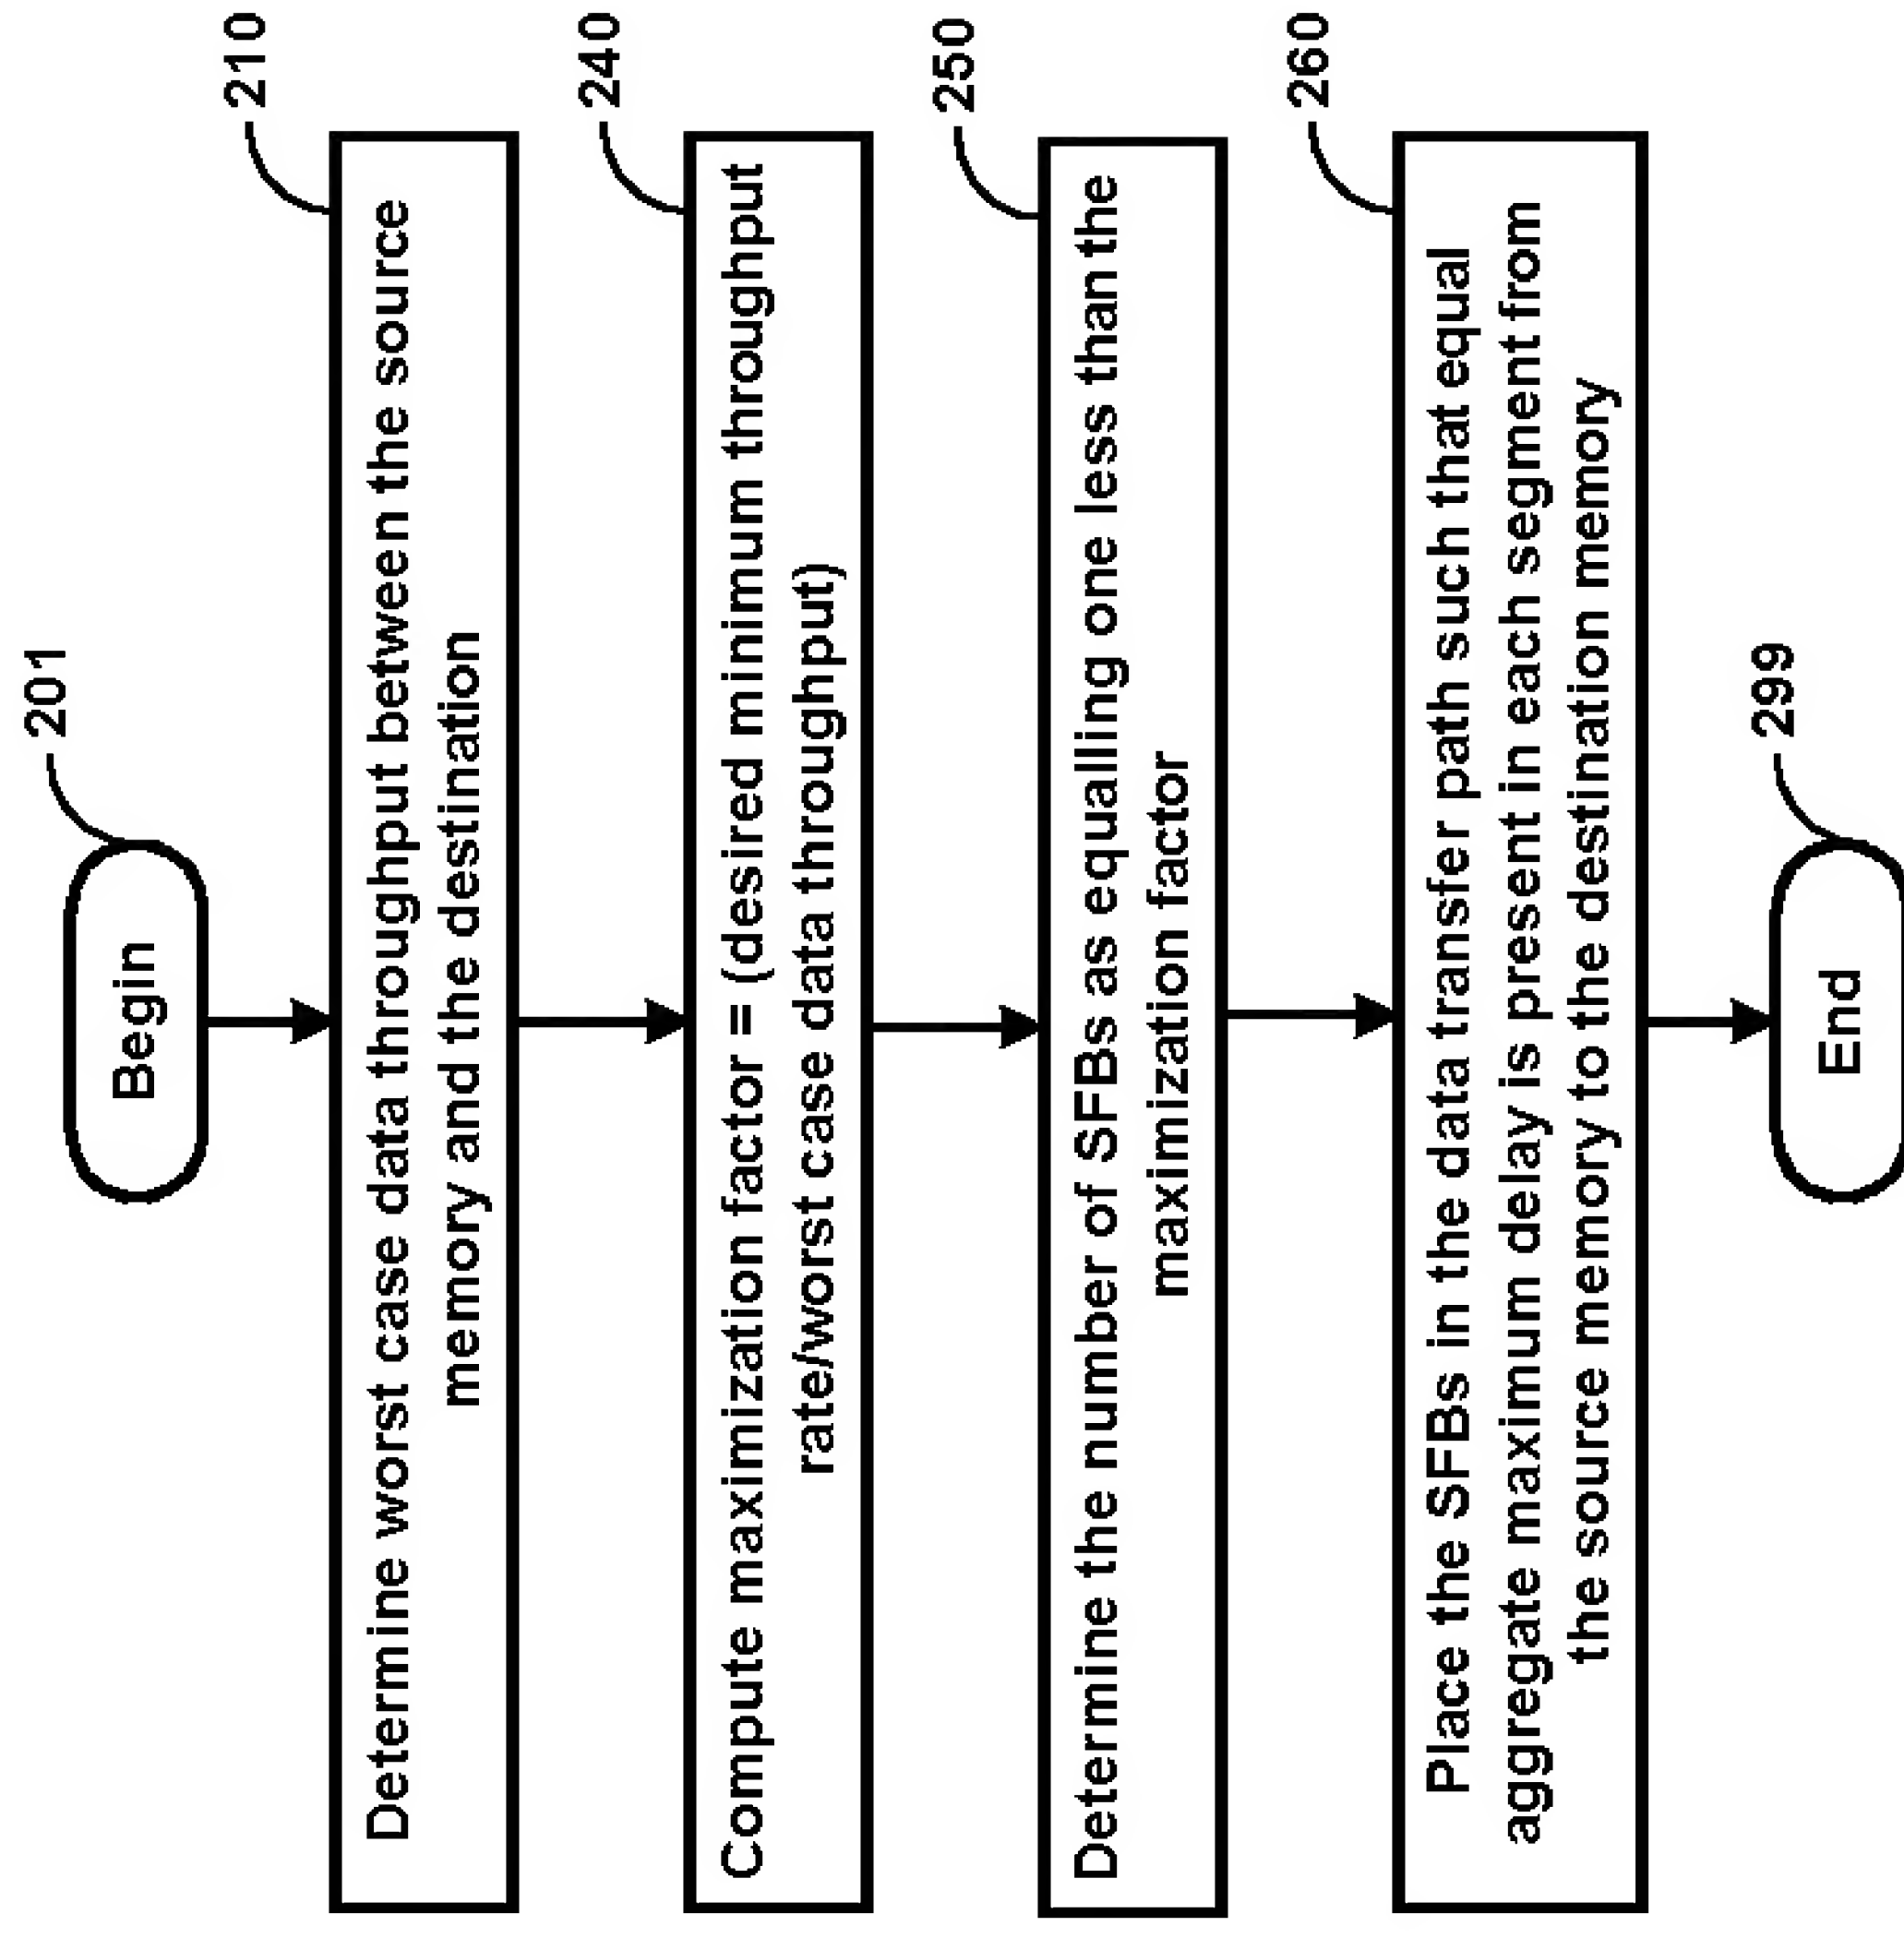 201
Begin
210
Determine worst case data throughput between the source
memory and the destination
240
Compute maximization factor = (desired minimum throughput
rate/worst case data throughput)
250
Determine the number of SFBs as equalling one less than the
maximization factor
260
Place the SFBs in the data transfer path such that equal
aggregate maximum delay is present in each segment from
the source memory to the destination memory
299
End